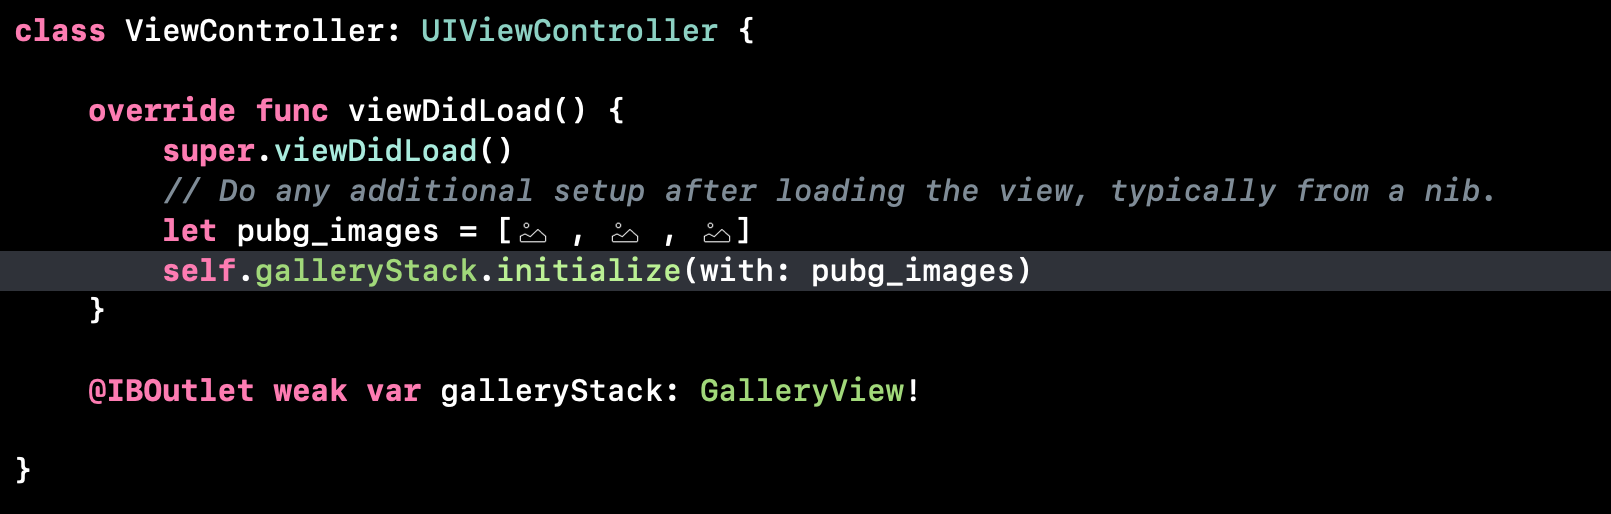 class ViewController: UIViewController {
override func viewDidLoad() {
super.viewDidLoad()
// Do any additional setup after loading the view, typically from a nib.
let pubg_images = [ , , ]
self.galleryStack.initialize(with: pubg_images)
}
@IBOutlet weak var galleryStack: GalleryView!
}